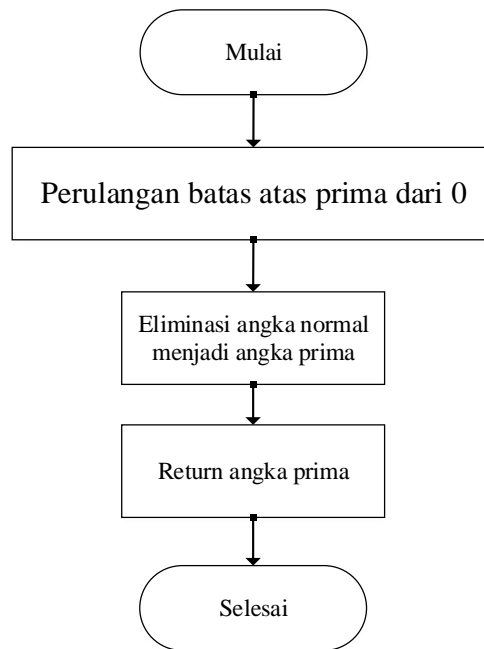 Mulai
Perulangan batas atas prima dari 0
Eliminasi angka normal
menjadi angka prima
Return angka prima
Selesai